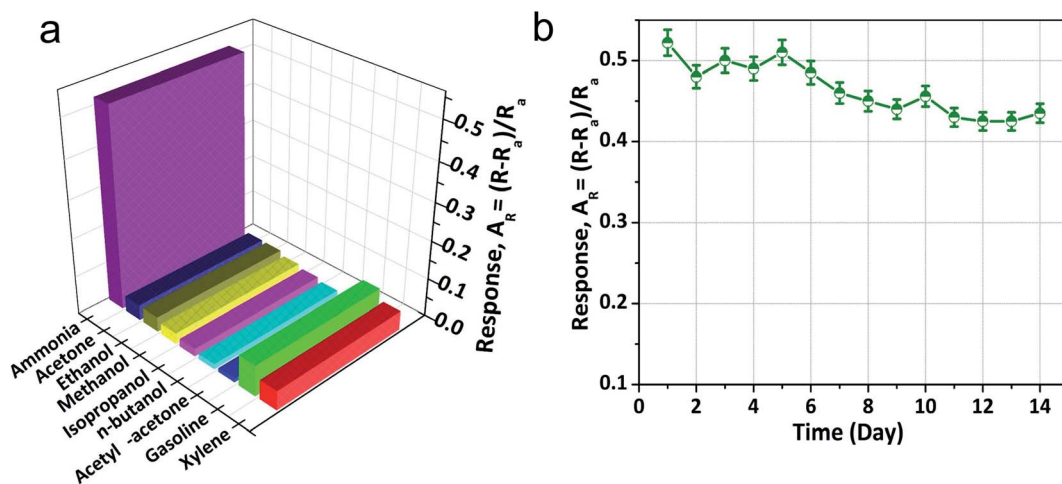 a
0.5
0.4
0.3
0.2
0.1
0.0
Response, A_R = (R-R_a)/R_a
Ammonia
Acetone
Ethanol
Methanol
Isopropanol
n-butanol
Acetyl -acetone
Gasoline
Xylene
b
0.5
0.4
0.3
0.2
0.1
Response, A_R = (R-R_a)/R_a
0 2 4 6 8 10 12 14
Time (Day)